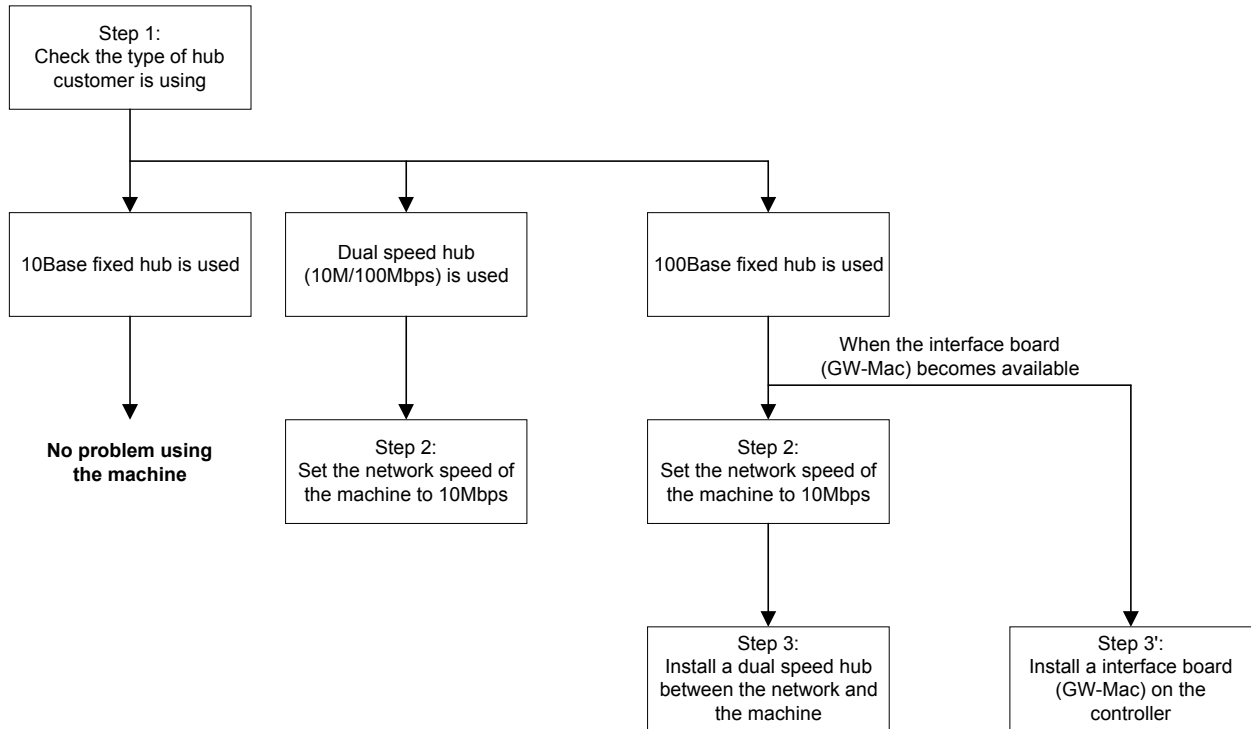 Step 1:
Check the type of hub
customer is using
10Base fixed hub is used
Dual speed hub
(10M/100Mbps) is used
100Base fixed hub is used
When the interface board
(GW-Mac) becomes available
No problem using
the machine
Step 2:
Set the network speed of
the machine to 10Mbps
Step 2:
Set the network speed of
the machine to 10Mbps
Step 3:
Install a dual speed hub
between the network and
the machine
Step 3':
Install a interface board
(GW-Mac) on the
controller